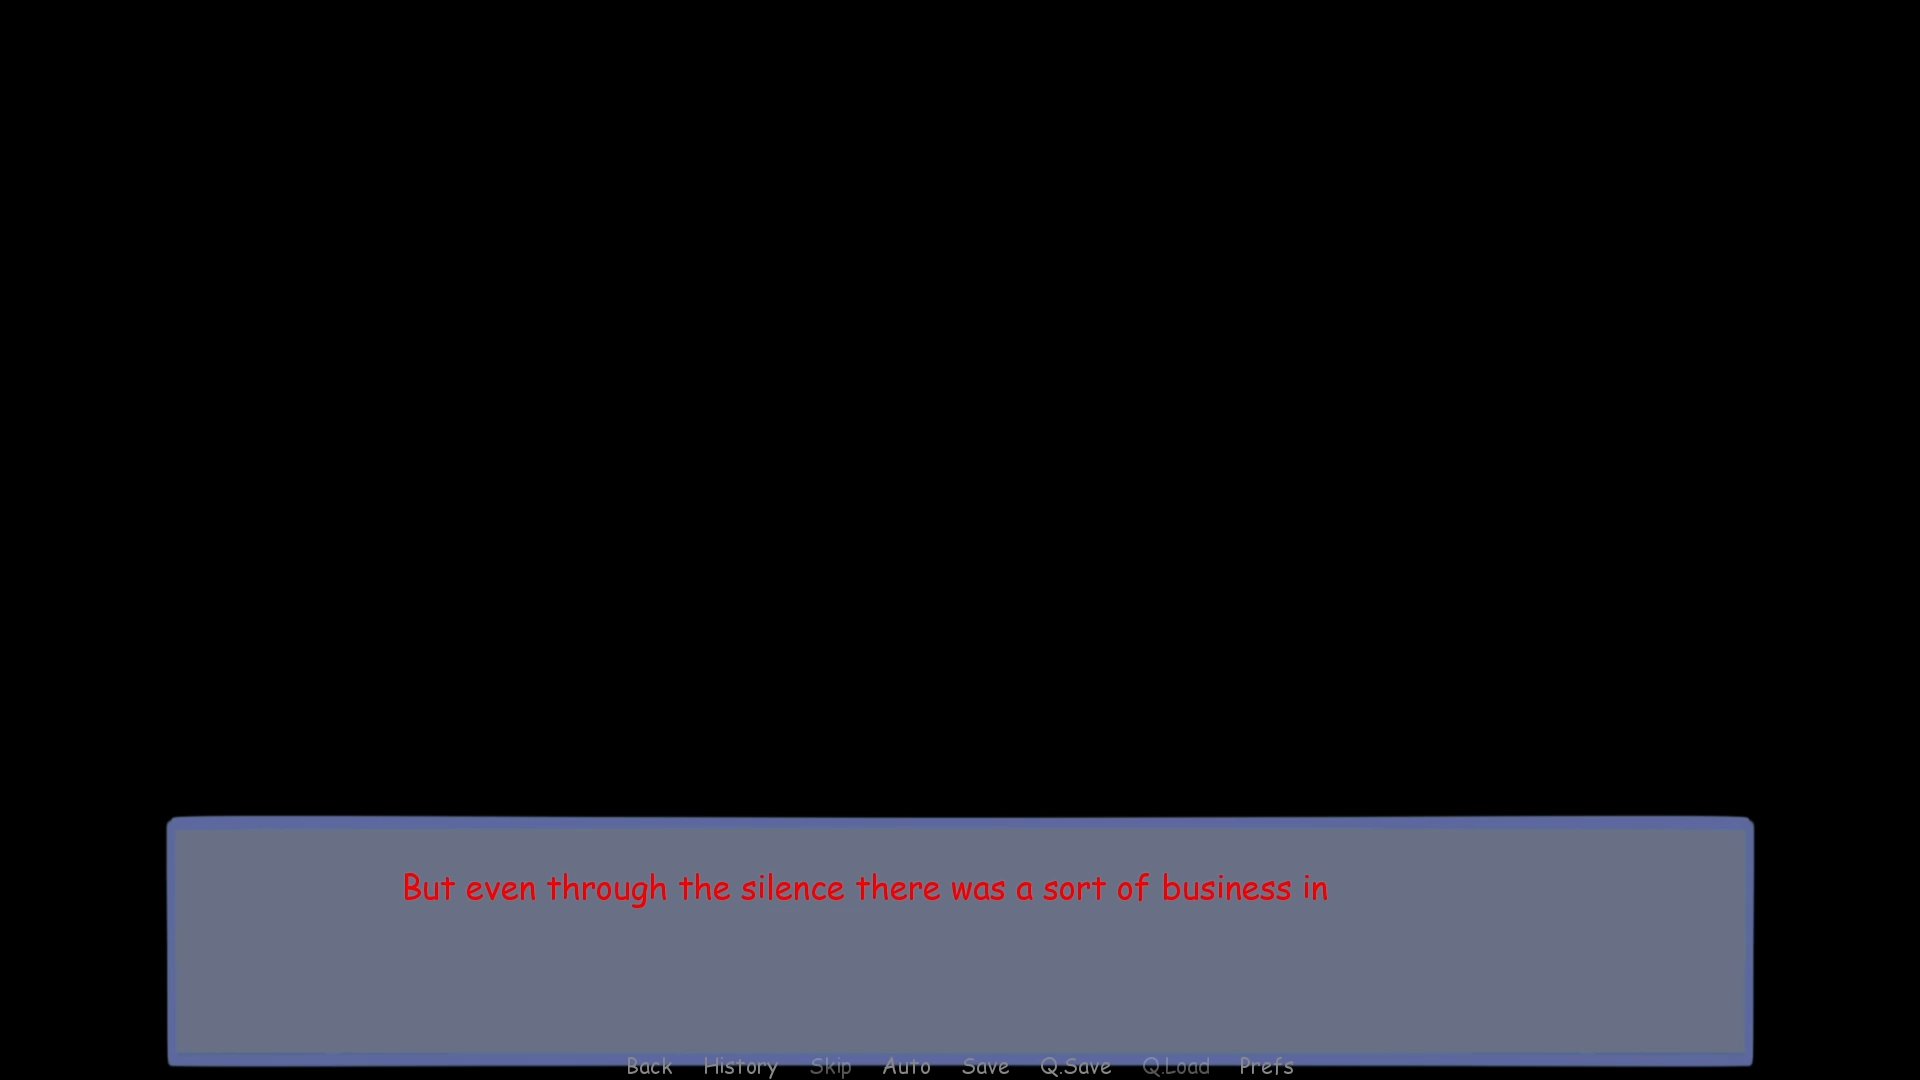 But even through the silence there was a sort of business in
Back History Skip Auto Save Q.Save Q.Load Prefs